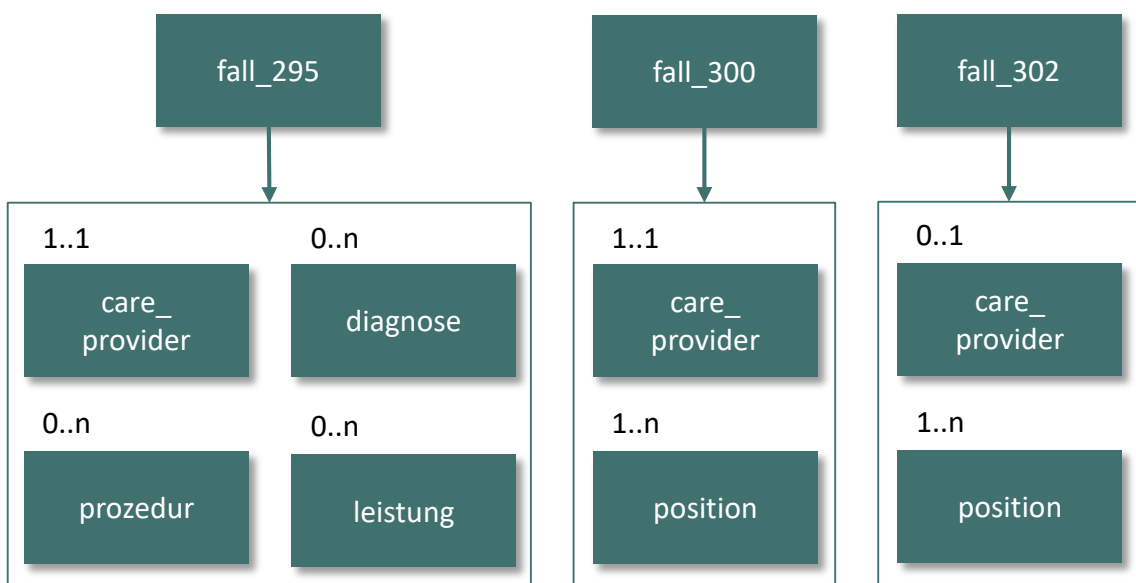 fall_295
fall_300
fall_302
1..1
0..n
care_
provider
diagnose
0..n
0..n
prozedur
leistung
1..1
care_
provider
1..n
position
0..1
care_
provider
1..n
position